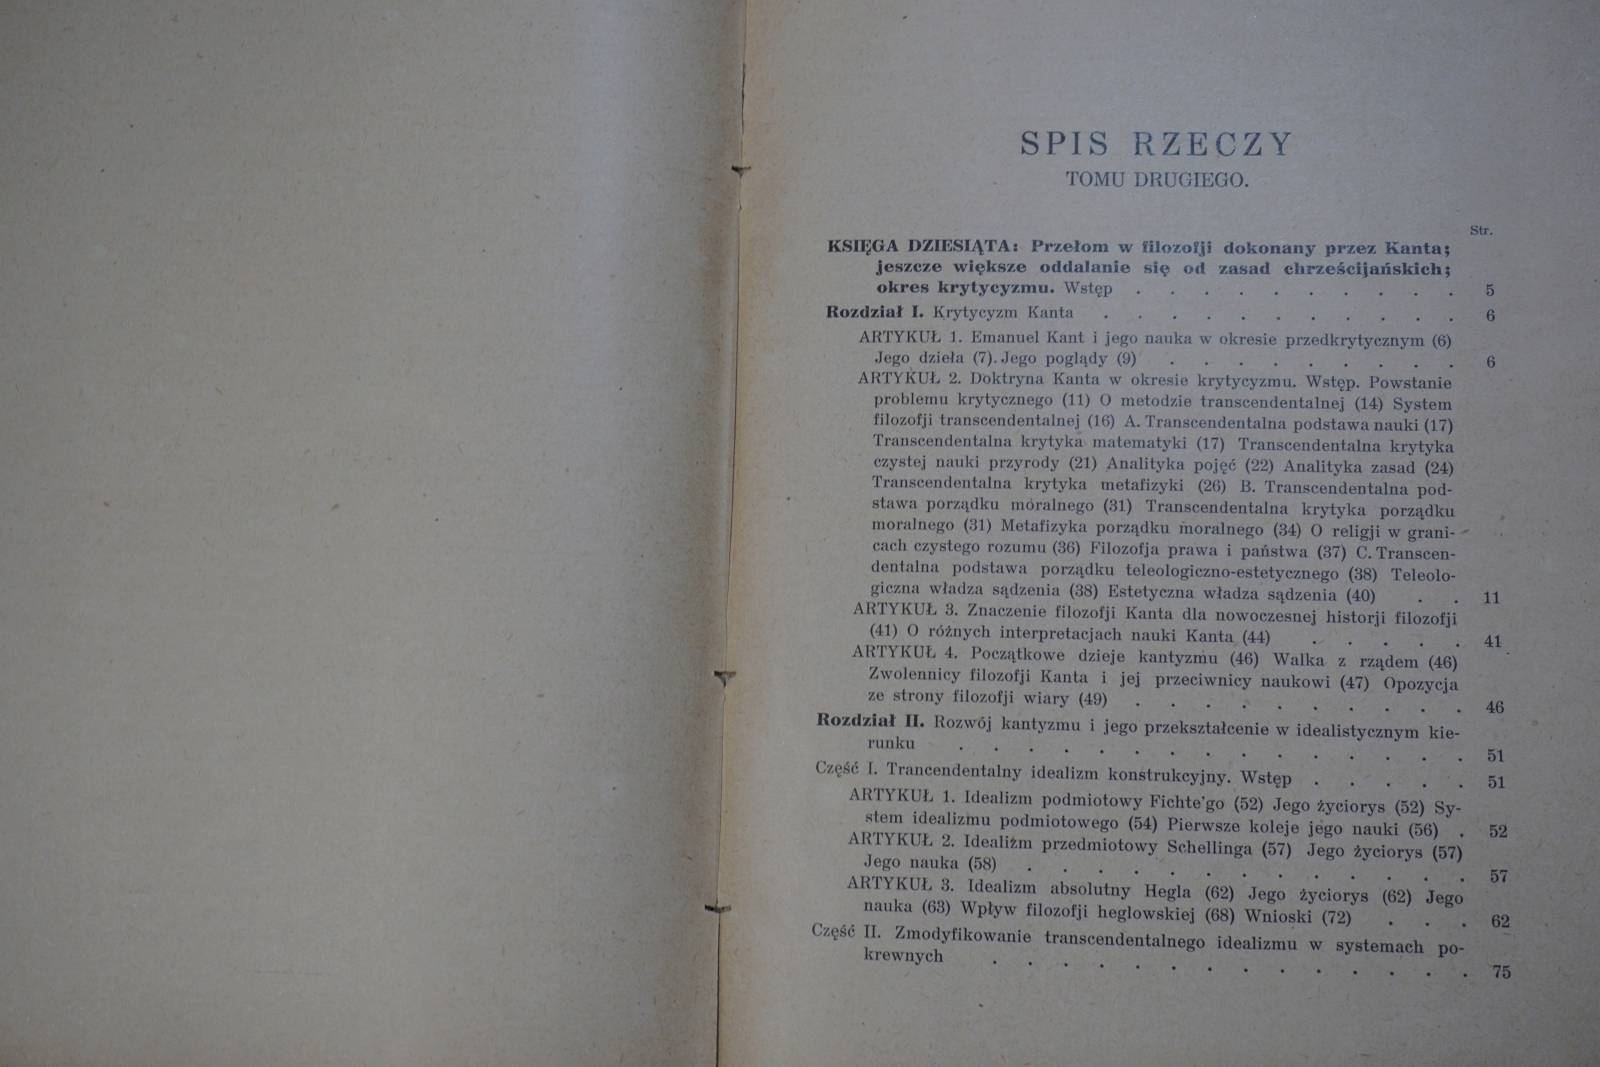 SPIS RZECZY
TOMU DRUGIEGO.
Str.
KSIĘGA DZIESIĄTA: Przełom w filozofji dokonany przez Kanta;
jeszcze większe oddalanie się od zasad chrześcijańskich;
okres krytycyzmu. Wstęp . . . . . . . . . . 5
Rozdział I. Krytycyzm Kanta . . . . . . . . . . . 6
ARTYKUŁ 1. Emanuel Kant i jego nauka w okresie przedkrytycznym (6)
Jego dzieła (7). Jego poglądy (9) . . . . . . . . . 6
ARTYKUŁ 2. Doktryna Kanta w okresie krytycyzmu. Wstęp. Powstanie
problemu krytycznego (11) O metodzie transcendentalnej (14) System
filozofji transcendentalnej (16) A. Transcendentalna podstawa nauki (17)
Transcendentalna krytyka matematyki (17) Transcendentalna krytyka
czystej nauki przyrody (21) Analityka pojęć (22) Analityka zasad (24)
Transcendentalna krytyka metafizyki (26) B. Transcendentalna pod-
stawa porządku moralnego (31) Transcendentalna krytyka porządku
moralnego (31) Metafizyka porządku moralnego (34) O religji w grani-
cach czystego rozumu (36) Filozofja prawa i państwa (37) C. Transcen-
dentalna podstawa porządku teleologiczno-estetycznego (38) Teleolo-
giczna władza sądzenia (38) Estetyczna władza sądzenia (40) . . 11
ARTYKUŁ 3. Znaczenie filozofji Kanta dla nowoczesnej historji filozofji
(41) O różnych interpretacjach nauki Kanta (44) . . . . . 41
ARTYKUŁ 4. Początkowe dzieje kantyzmu (46) Walka z rządem (46)
Zwolennicy filozofji Kanta i jej przeciwnicy naukowi (47) Opozycja
ze strony filozofji wiary (49) . . . . . . . . . . 46
Rozdział II. Rozwój kantyzmu i jego przekształcenie w idealistycznym kie-
runku . . . . . . . . . . . . . . . 51
Część I. Trancendentalny idealizm konstrukcyjny. Wstęp . . . . . 51
ARTYKUŁ 1. Idealizm podmiotowy Fichte'go (52) Jego życiorys (52) Sy-
stem idealizmu podmiotowego (54) Pierwsze koleje jego nauki (56) . 52
ARTYKUŁ 2. Idealizm przedmiotowy Schellinga (57) Jego życiorys (57)
Jego nauka (58) . . . . . . . . . . . . . 57
ARTYKUŁ 3. Idealizm absolutny Hegla (62) Jego życiorys (62) Jego
nauka (63) Wpływ filozofji heglowskiej (68) Wnioski (72) . . . 62
Część II. Zmodyfikowanie transcendentalnego idealizmu w systemach po-
krewnych . . . . . . . . . . . . . . 75